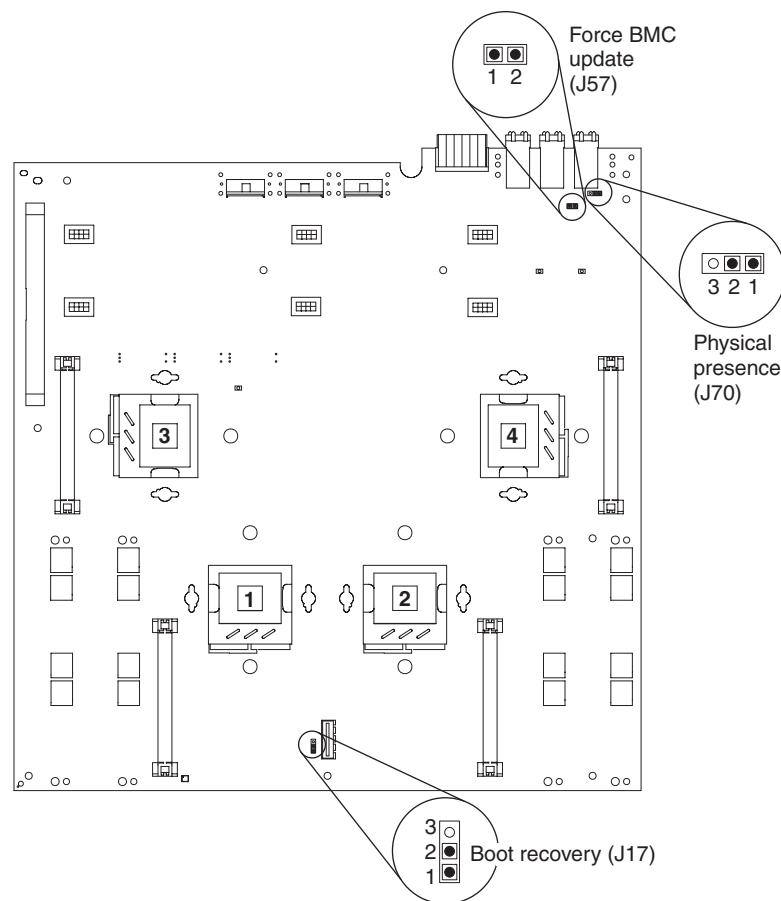 Force BMC
update
(J57)
1 2
3 2 1
Physical
presence
(J70)
3
4
1
2
3
2
1
Boot recovery (J17)